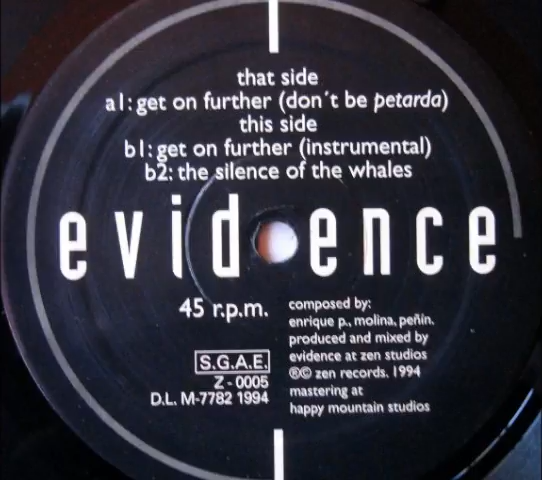 that side
a1: get on further (don´t be petarda)
this side
b1: get on further (instrumental)
b2: the silence of the whales
evidence
45 r.p.m.
S.G.A.E.
Z - 0005
D.L. M-7782 1994
composed by:
enrique p., molina, peñin.
produced and mixed by
evidence at zen studios
®© zen records. 1994
mastering at
happy mountain studios